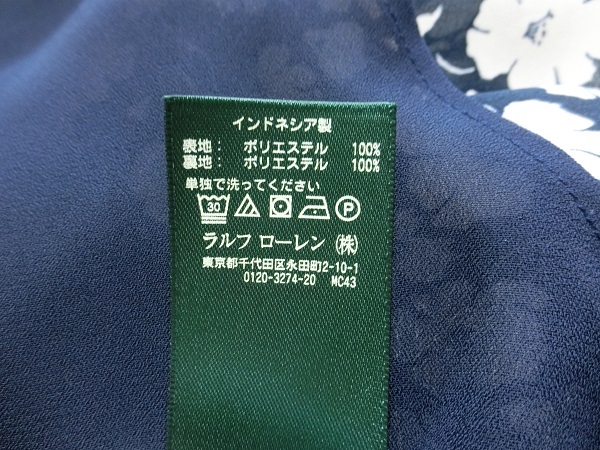 インドネシア製
表地： ポリエステル 100%
裏地： ポリエステル 100%
単独で洗ってください
30 P
ラルフ ローレン ㈱
東京都千代田区永田町2-10-1
0120-3274-20 MC43